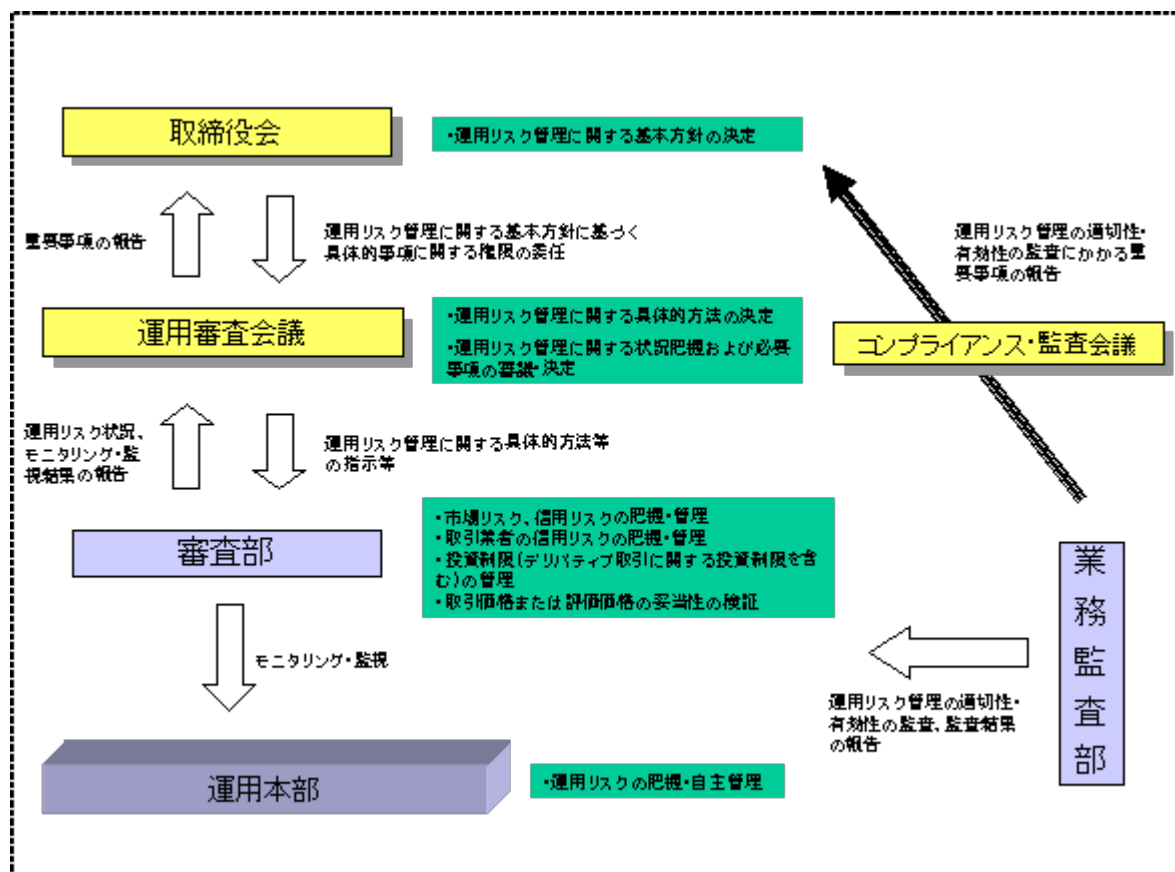 取締役会
・運用リスク管理に関する基本方針の決定
重要事項の報告
運用リスク管理に関する基本方針に基づく
具体的事項に関する権限の委任
運用リスク管理の適切性・
有効性の監査にかかる重
要事項の報告
運用審査会議
・運用リスク管理に関する具体的方法の決定
・運用リスク管理に関する状況把握および必要
事項の審議・決定
コンプライアンス・監査会議
運用リスク状況、
モニタリング・監
視結果の報告
運用リスク管理に関する具体的方法等
の指示等
審査部
・市場リスク、信用リスクの把握・管理
・取引業者の信用リスクの把握・管理
・投資制限(デリバティブ取引に関する投資制限を含
む)の管理
・取引価格または評価価格の妥当性の検証
業務監査部
モニタリング・監視
運用リスク管理の適切性・
有効性の監査、監査結果
の報告
運用本部
・運用リスクの把握・自主管理